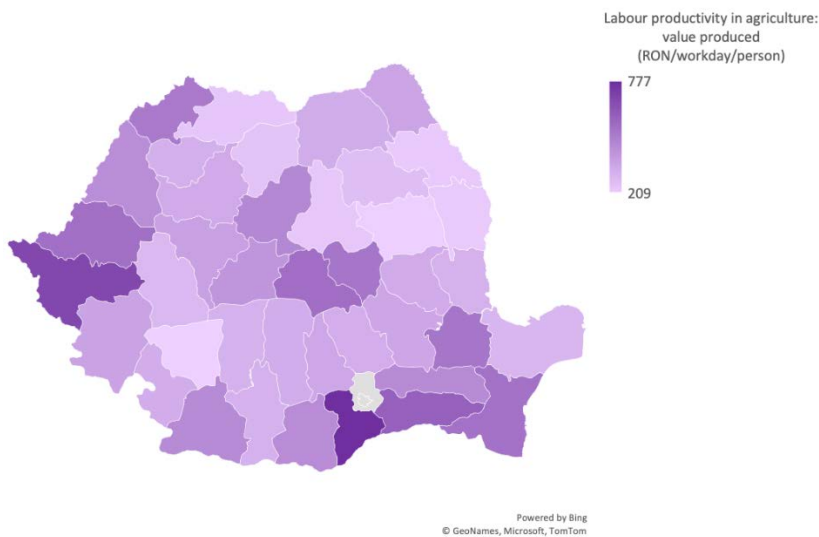 Labour productivity in agriculture:
value produced
(RON/workday/person)
777
209
Powered by Bing
© GeoNames, Microsoft, TomTom